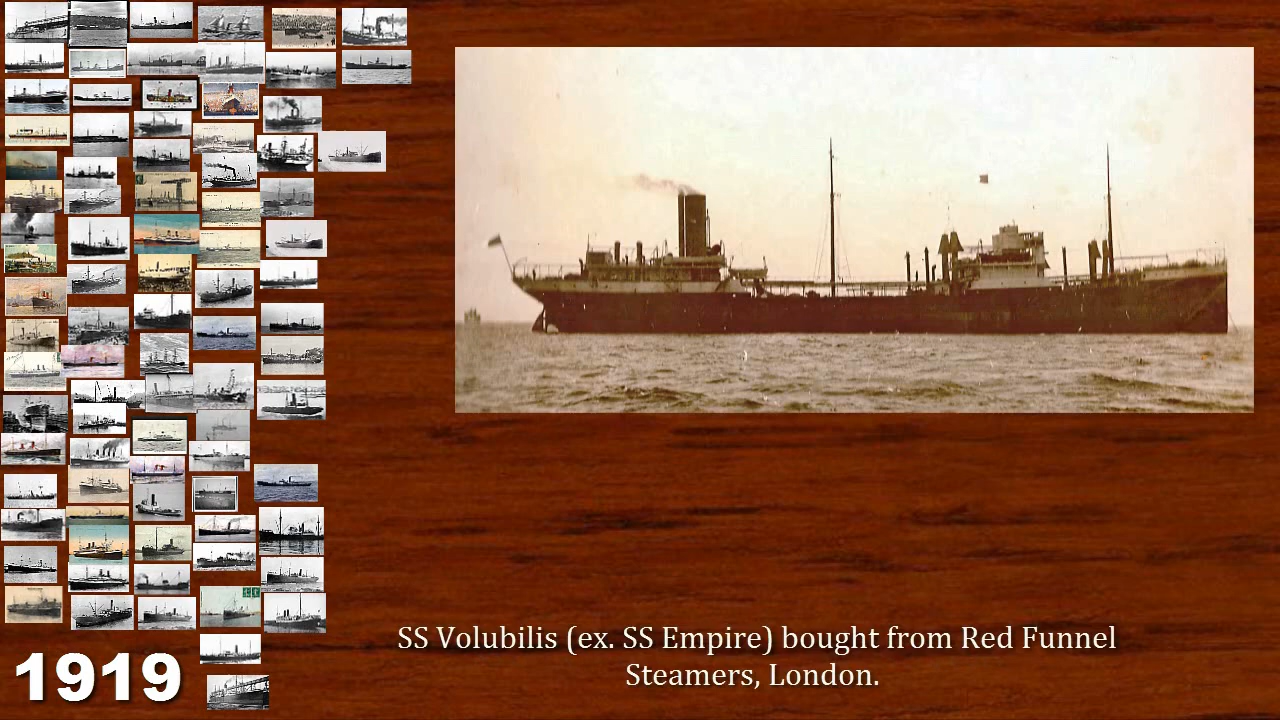 SS Volubilis (ex. SS Empire) bought from Red Funnel
Steamers, London.
1919